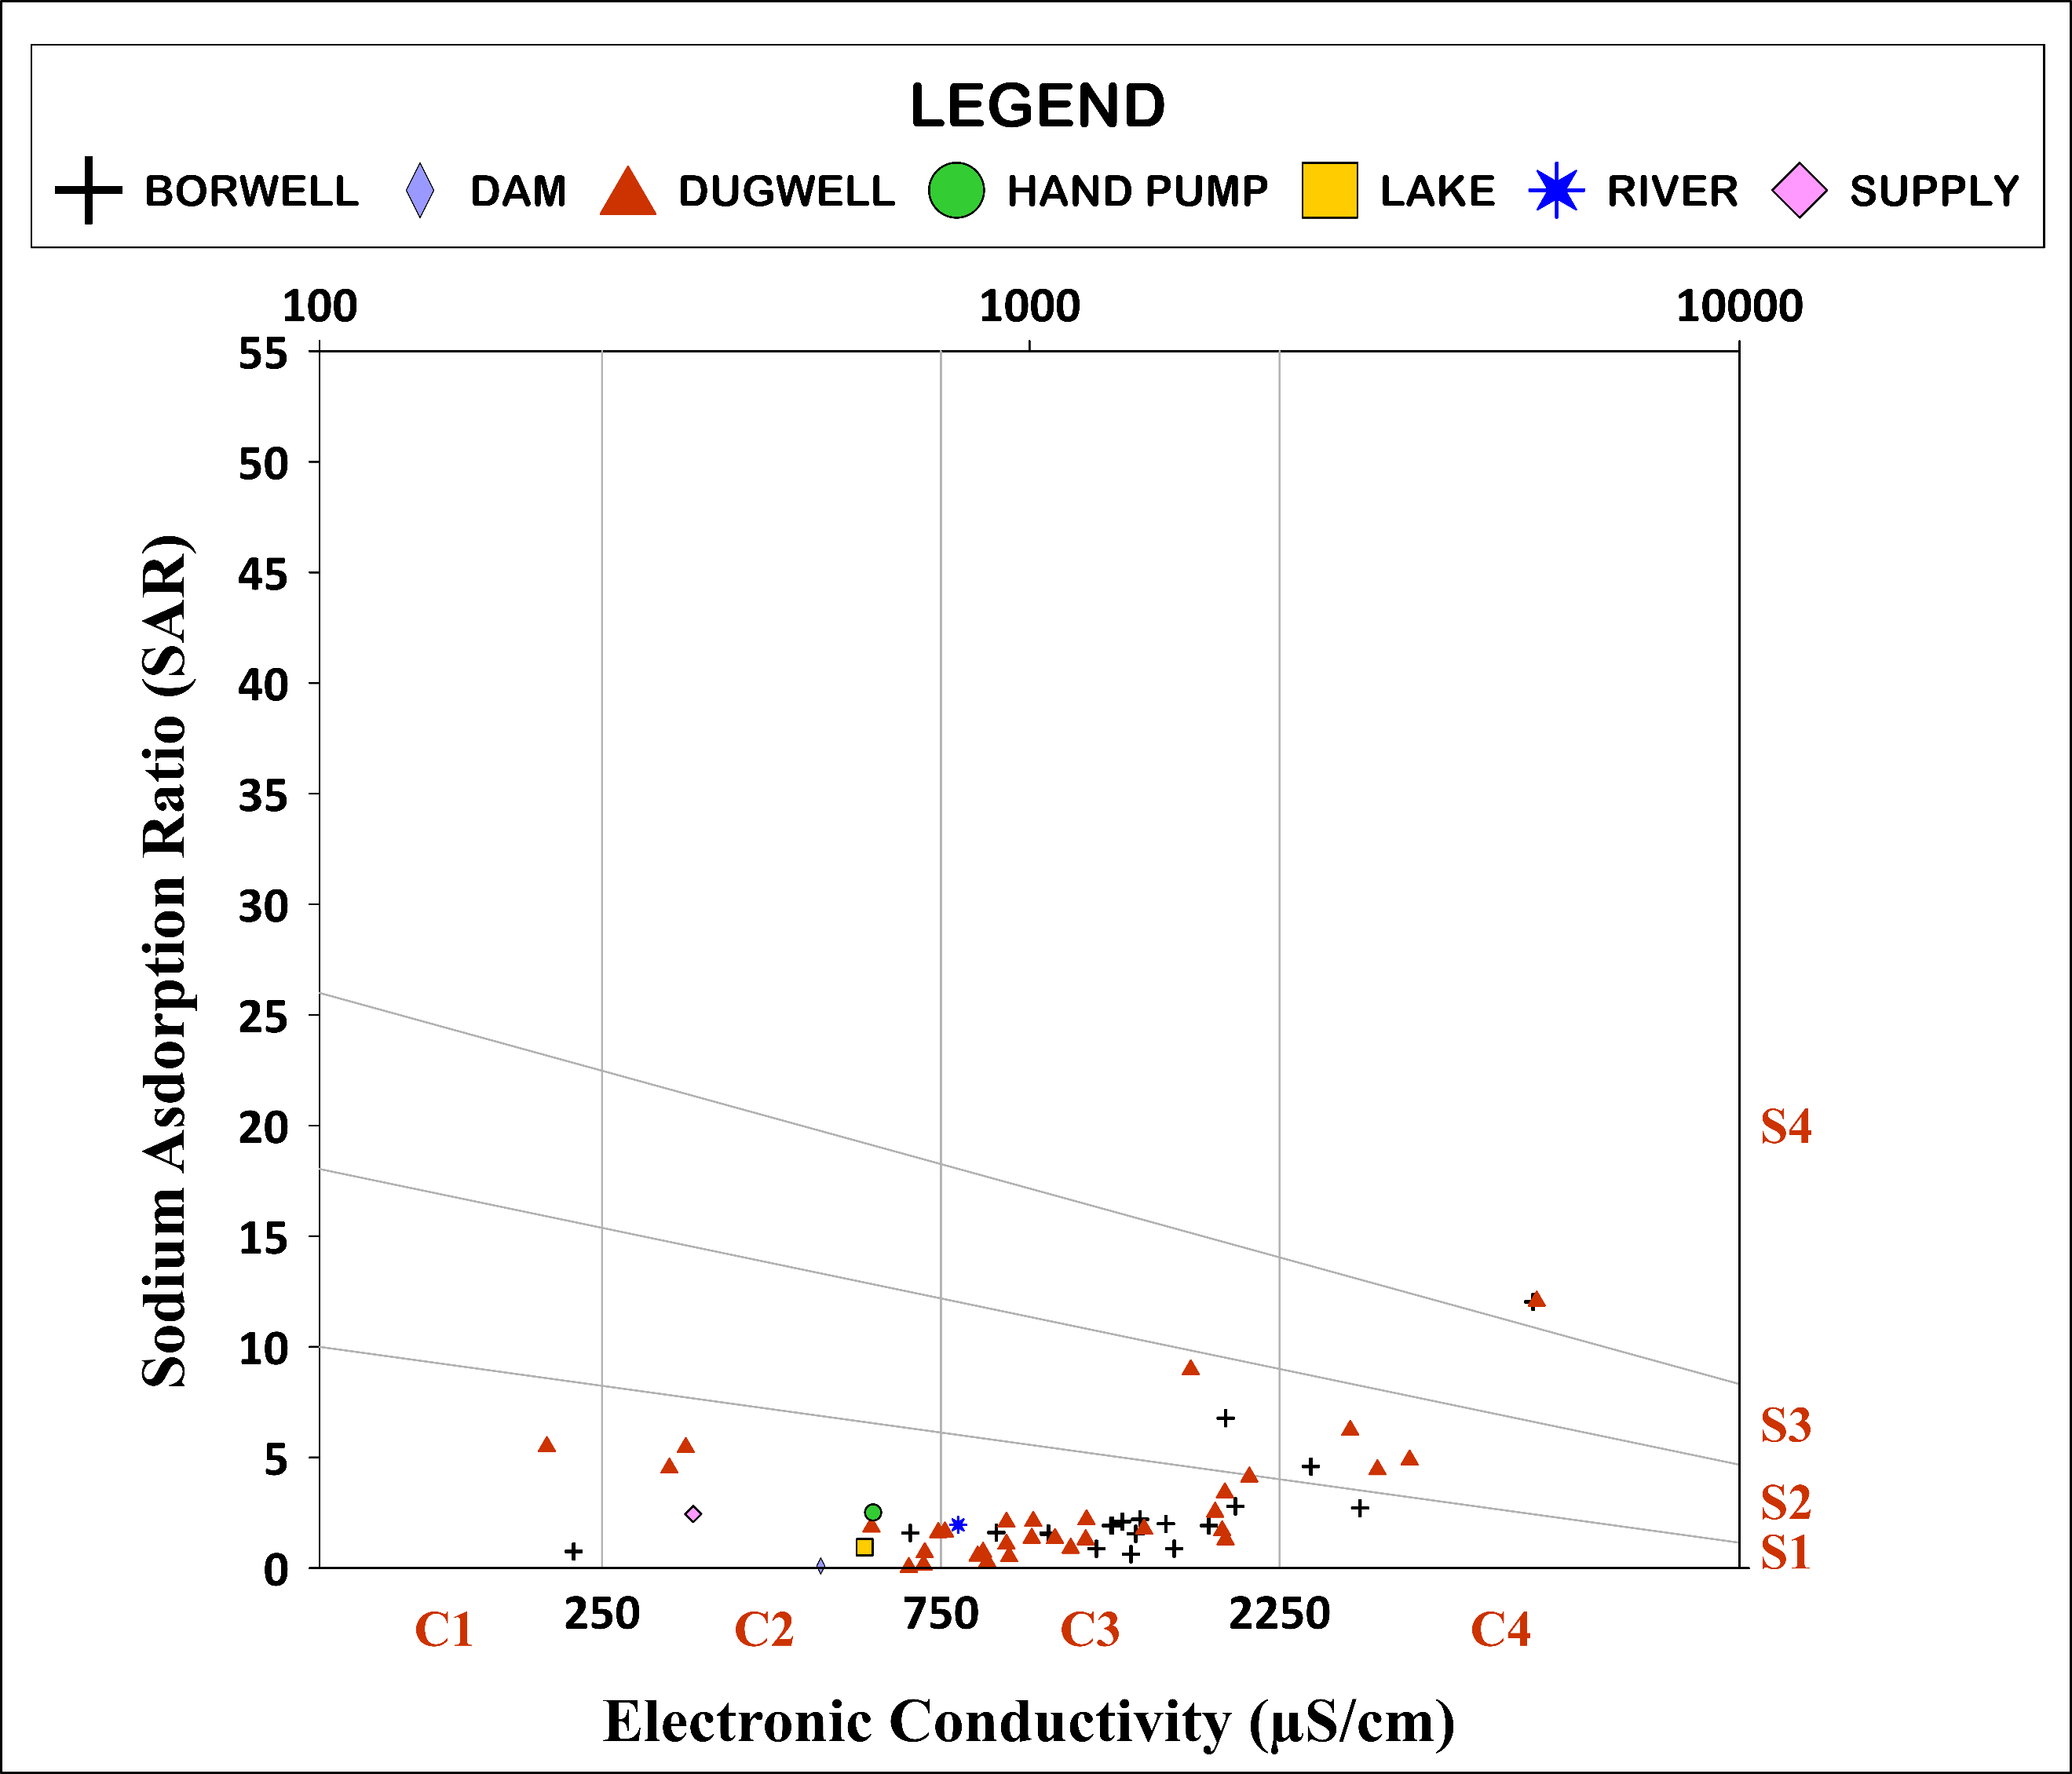 LEGEND
BORWELL DAM DUGWELL HAND PUMP LAKE RIVER SUPPLY
100 1000 10000
55
50
45
40
35
30
25
20
15
10
5
0
Sodium Asdorption Ratio (SAR)
S4
S3
S2
S1
250 750 2250
C1 C2 C3 C4
Electronic Conductivity (µS/cm)